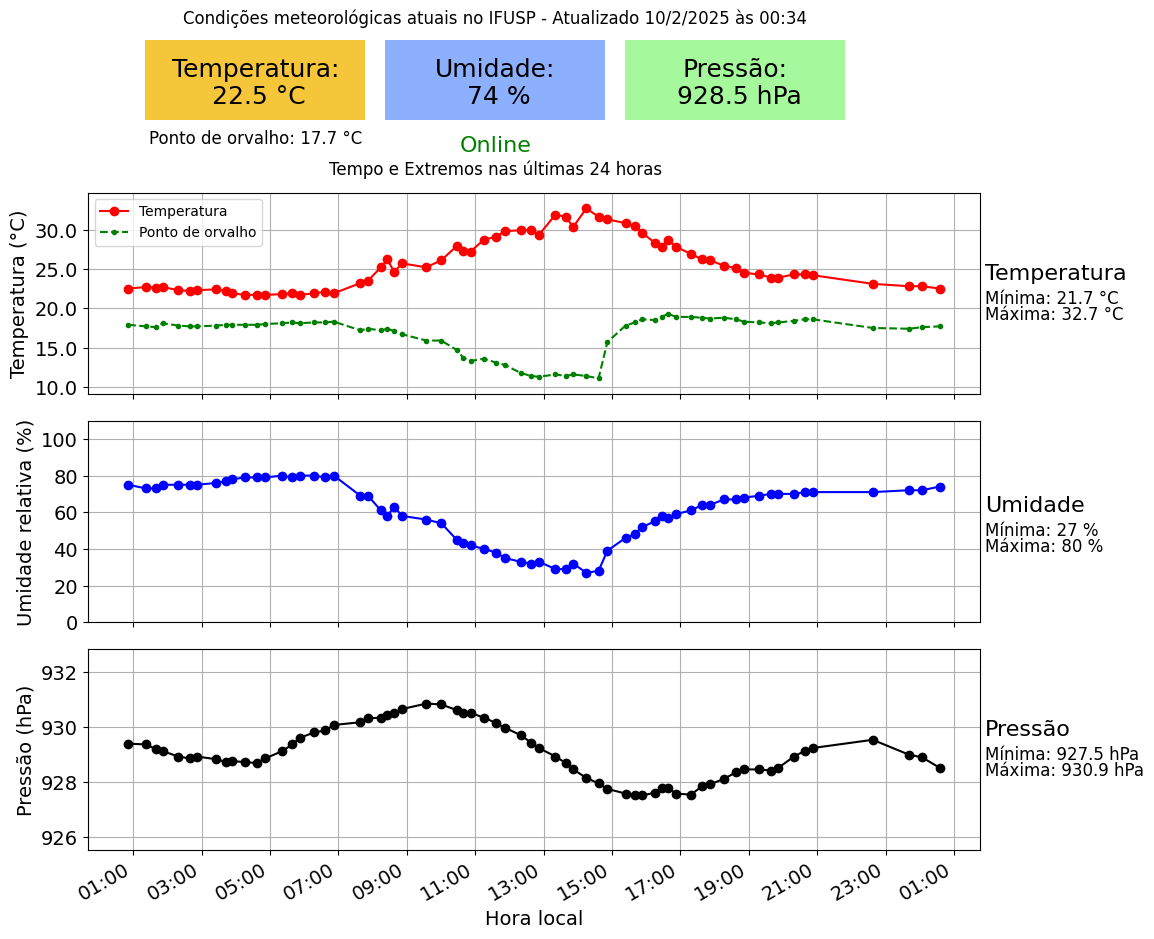 Condições meteorológicas atuais no IFUSP - Atualizado 10/2/2025 às 00:34
Temperatura:
22.5 °C
Umidade:
74 %
Pressão:
928.5 hPa
Ponto de orvalho: 17.7 °C
Online
Tempo e Extremos nas últimas 24 horas
Temperatura (°C)
30.0
25.0
20.0
15.0
10.0
Temperatura
Ponto de orvalho
Temperatura
Mínima: 21.7 °C
Máxima: 32.7 °C
Umidade relativa (%)
100
80
60
40
20
0
Umidade
Mínima: 27 %
Máxima: 80 %
Pressão (hPa)
932
930
928
926
Pressão
Mínima: 927.5 hPa
Máxima: 930.9 hPa
01:00 03:00 05:00 07:00 09:00 11:00 13:00 15:00 17:00 19:00 21:00 23:00 01:00
Hora local